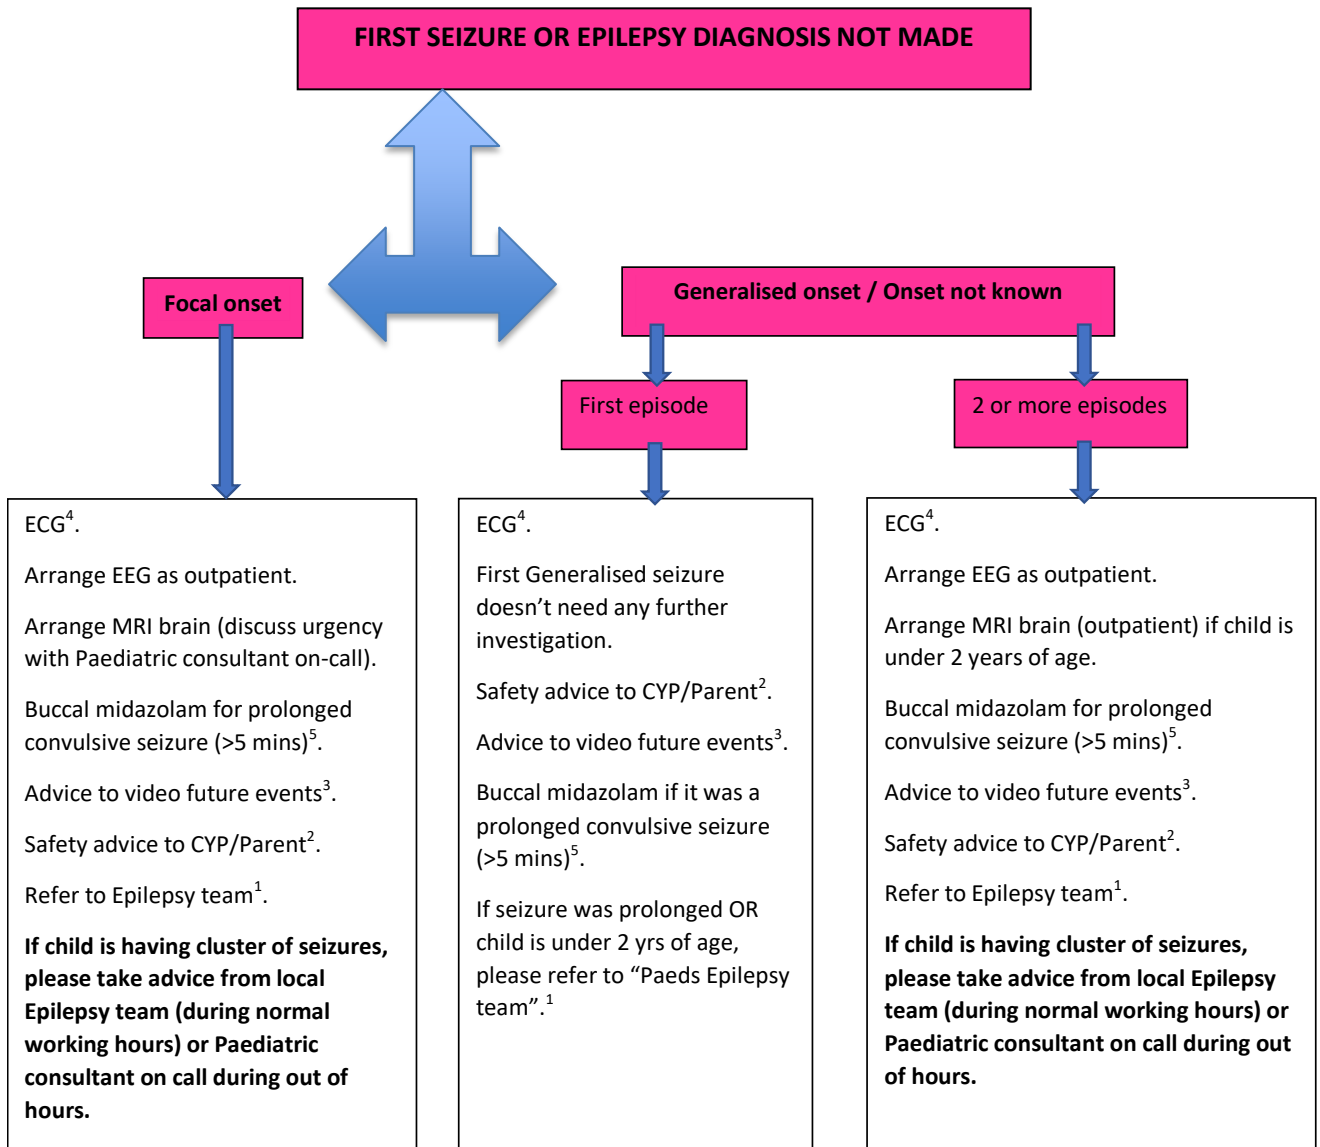 FIRST SEIZURE OR EPILEPSY DIAGNOSIS NOT MADE
Focal onset
Generalised onset / Onset not known
First episode
2 or more episodes
ECG⁴.
Arrange EEG as outpatient.
Arrange MRI brain (discuss urgency
with Paediatric consultant on-call).
Buccal midazolam for prolonged
convulsive seizure (>5 mins)⁵.
Advice to video future events³.
Safety advice to CYP/Parent².
Refer to Epilepsy team¹.
If child is having cluster of seizures,
please take advice from local
Epilepsy team (during normal
working hours) or Paediatric
consultant on call during out of
hours.
ECG⁴.
First Generalised seizure
doesn’t need any further
investigation.
Safety advice to CYP/Parent².
Advice to video future events³.
Buccal midazolam if it was a
prolonged convulsive seizure
(>5 mins)⁵.
If seizure was prolonged OR
child is under 2 yrs of age,
please refer to “Paeds Epilepsy
team”.¹
ECG⁴.
Arrange EEG as outpatient.
Arrange MRI brain (outpatient) if child is
under 2 years of age.
Buccal midazolam for prolonged
convulsive seizure (>5 mins)⁵.
Advice to video future events³.
Safety advice to CYP/Parent².
Refer to Epilepsy team¹.
If child is having cluster of seizures,
please take advice from local Epilepsy
team (during normal working hours) or
Paediatric consultant on call during out
of hours.